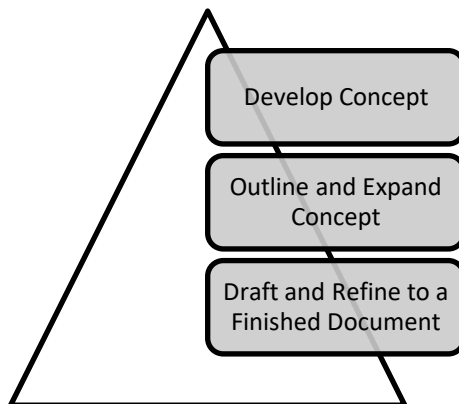 Develop Concept
Outline and Expand
Concept
Draft and Refine to a
Finished Document